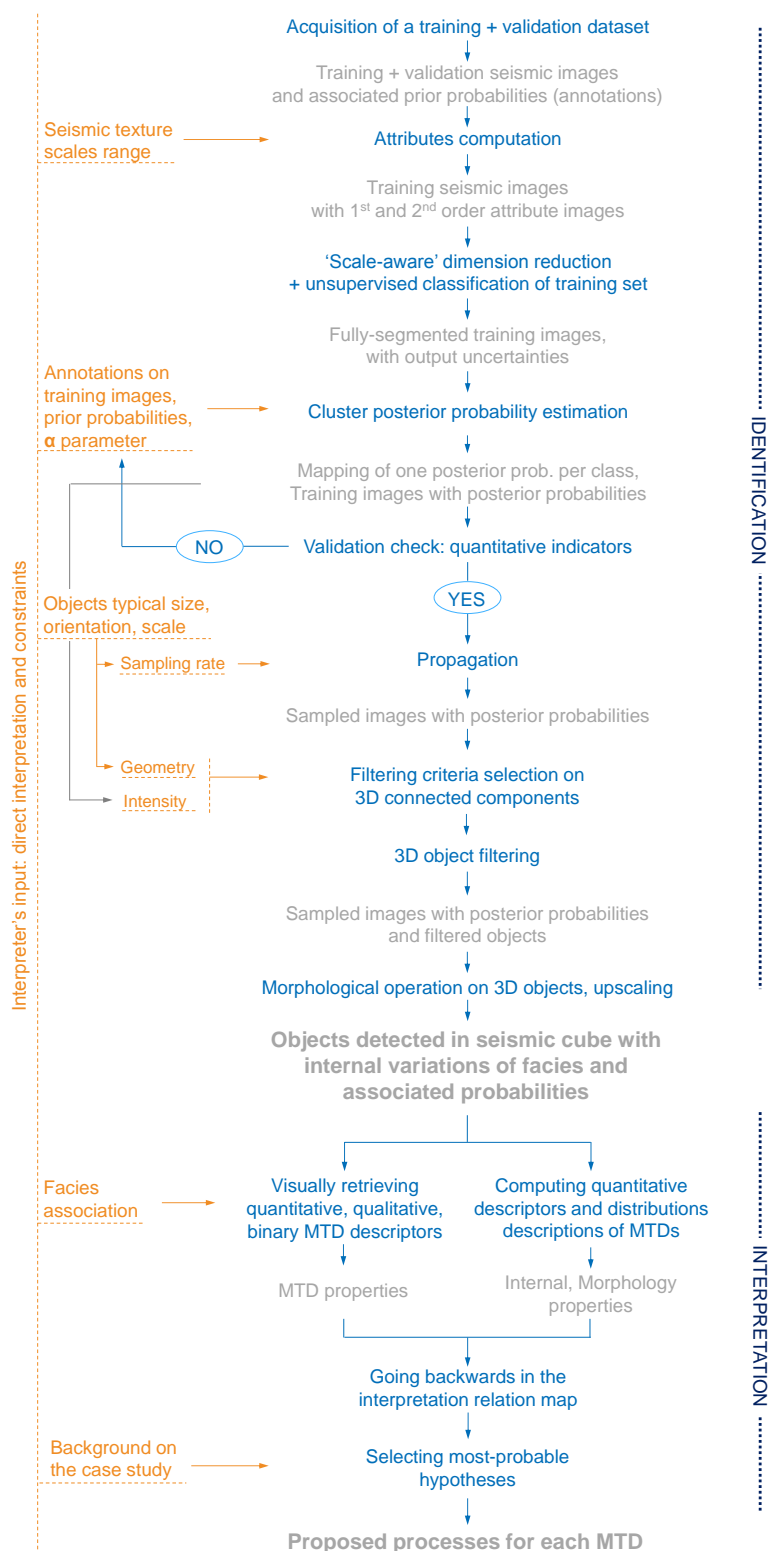 Acquisition of a training + validation dataset
Training + validation seismic images
and associated prior probabilities (annotations)
Seismic texture
scales range
Attributes computation
Training seismic images
with 1st and 2nd order attribute images
‘Scale-aware’ dimension reduction
+ unsupervised classification of training set
Fully-segmented training images,
with output uncertainties
Annotations on
training images,
prior probabilities,
α parameter
Cluster posterior probability estimation
Mapping of one posterior prob. per class,
Training images with posterior probabilities
NO
Validation check: quantitative indicators
YES
Objects typical size,
orientation, scale
Sampling rate
Propagation
Sampled images with posterior probabilities
Geometry
Intensity
Filtering criteria selection on
3D connected components
3D object filtering
Sampled images with posterior probabilities
and filtered objects
Morphological operation on 3D objects, upscaling
Objects detected in seismic cube with
internal variations of facies and
associated probabilities
Facies
association
Visually retrieving
quantitative, qualitative,
binary MTD descriptors
Computing quantitative
descriptors and distributions
descriptions of MTDs
MTD properties
Internal, Morphology
properties
Going backwards in the
interpretation relation map
Background on
the case study
Selecting most-probable
hypotheses
Proposed processes for each MTD
Interpreter’s input: direct interpretation and constraints
IDENTIFICATION
INTERPRETATION